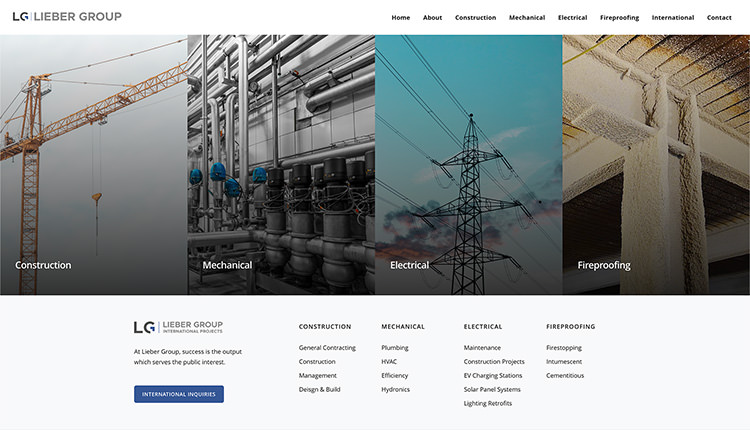 LG LIEBER GROUP
Home About Construction Mechanical Electrical Fireproofing International Contact
Construction Mechanical Electrical Fireproofing
LG LIEBER GROUP
INTERNATIONAL PROJECTS
At Lieber Group, success is the output
which serves the public interest.
INTERNATIONAL INQUIRIES
CONSTRUCTION
General Contracting
Construction
Management
Deisgn & Build
MECHANICAL
Plumbing
HVAC
Efficiency
Hydronics
ELECTRICAL
Maintenance
Construction Projects
EV Charging Stations
Solar Panel Systems
Lighting Retrofits
FIREPROOFING
Firestopping
Intumescent
Cementitious